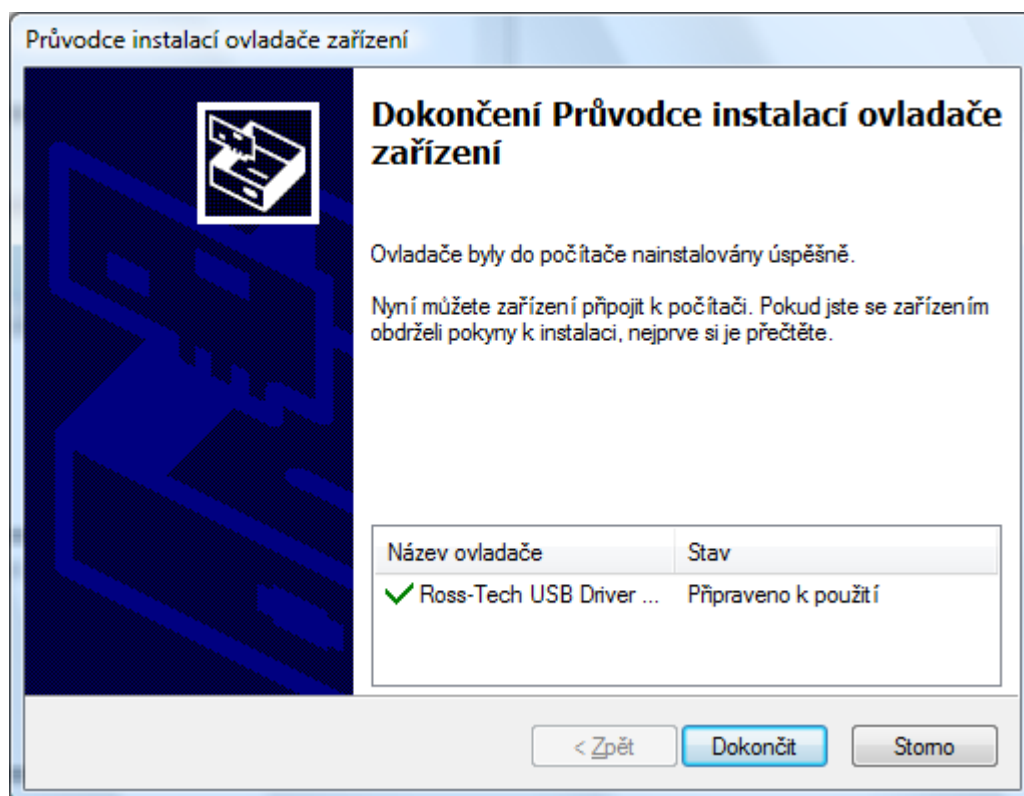 Průvodce instalací ovladače zařízení
Dokončení Průvodce instalací ovladače
zařízení
Ovladače byly do počítače nainstalovány úspěšně.
Nyní můžete zařízení připojit k počítači. Pokud jste se zařízením
obdrželi pokyny k instalaci, nejprve si je přečtěte.
Název ovladače Stav
Ross-Tech USB Driver ... Připraveno k použití
< Zpět Dokončit Storno